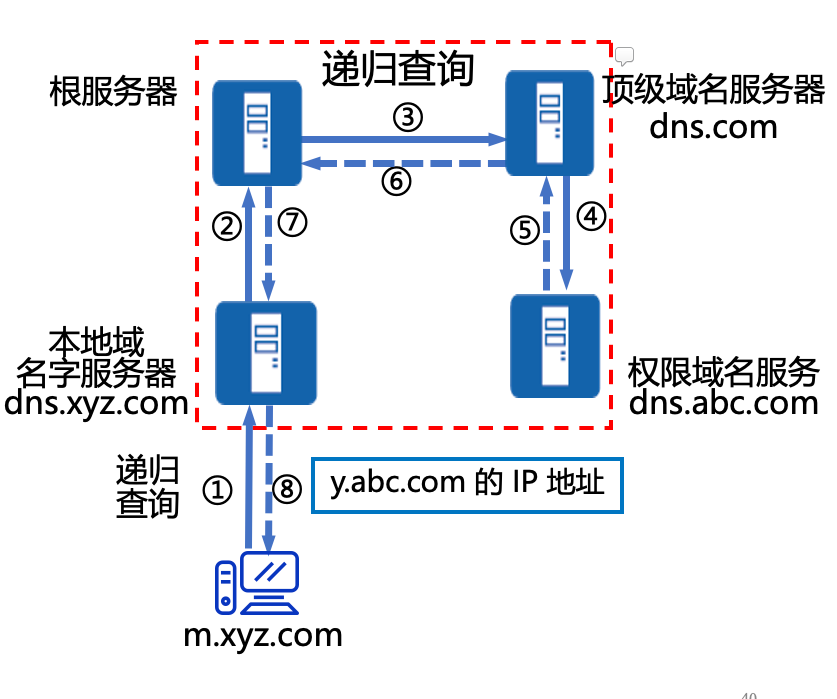 递归查询
根服务器
顶级域名服务器
dns.com
③
⑥
②
⑦
⑤
④
本地域
名字服务器
dns.xyz.com
权限域名服务
dns.abc.com
递归
查询
①
⑧
y.abc.com 的 IP 地址
m.xyz.com